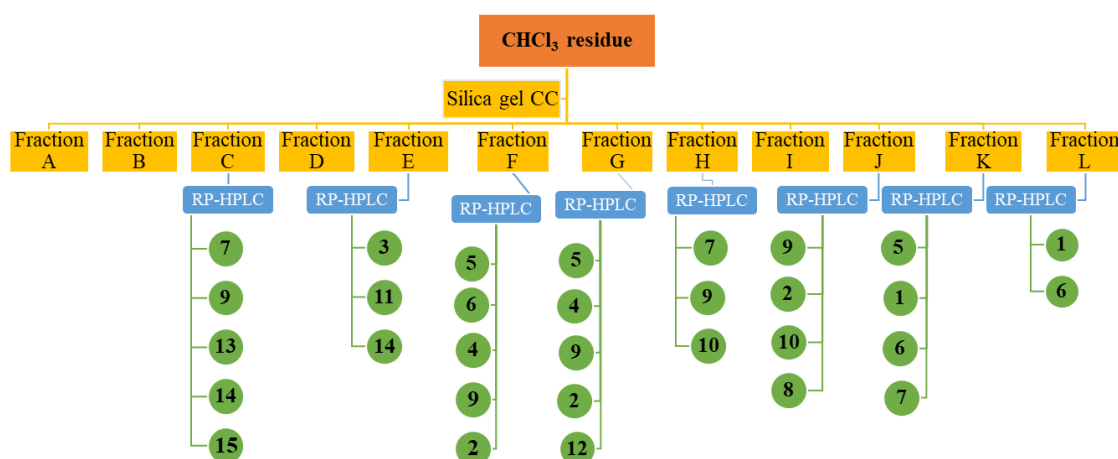 CHCl₃ residue
Silica gel CC
Fraction
A
Fraction
B
Fraction
C
Fraction
D
Fraction
E
Fraction
F
Fraction
G
Fraction
H
Fraction
I
Fraction
J
Fraction
K
Fraction
L
RP-HPLC
7
9
13
14
15
RP-HPLC
3
11
14
RP-HPLC
5
6
4
9
2
RP-HPLC
5
4
9
2
12
RP-HPLC
7
9
10
RP-HPLC
9
2
10
8
RP-HPLC
5
1
6
7
RP-HPLC
1
6